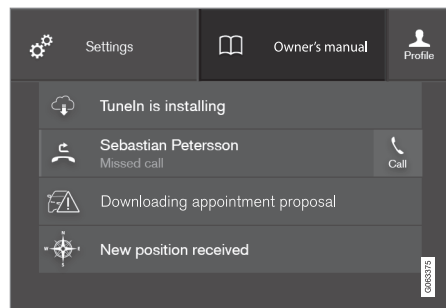 Settings
Owner's manual
Profile
TuneIn is installing
Sebastian Petersson
Missed call
Call
Downloading appointment proposal
New position received
G063375